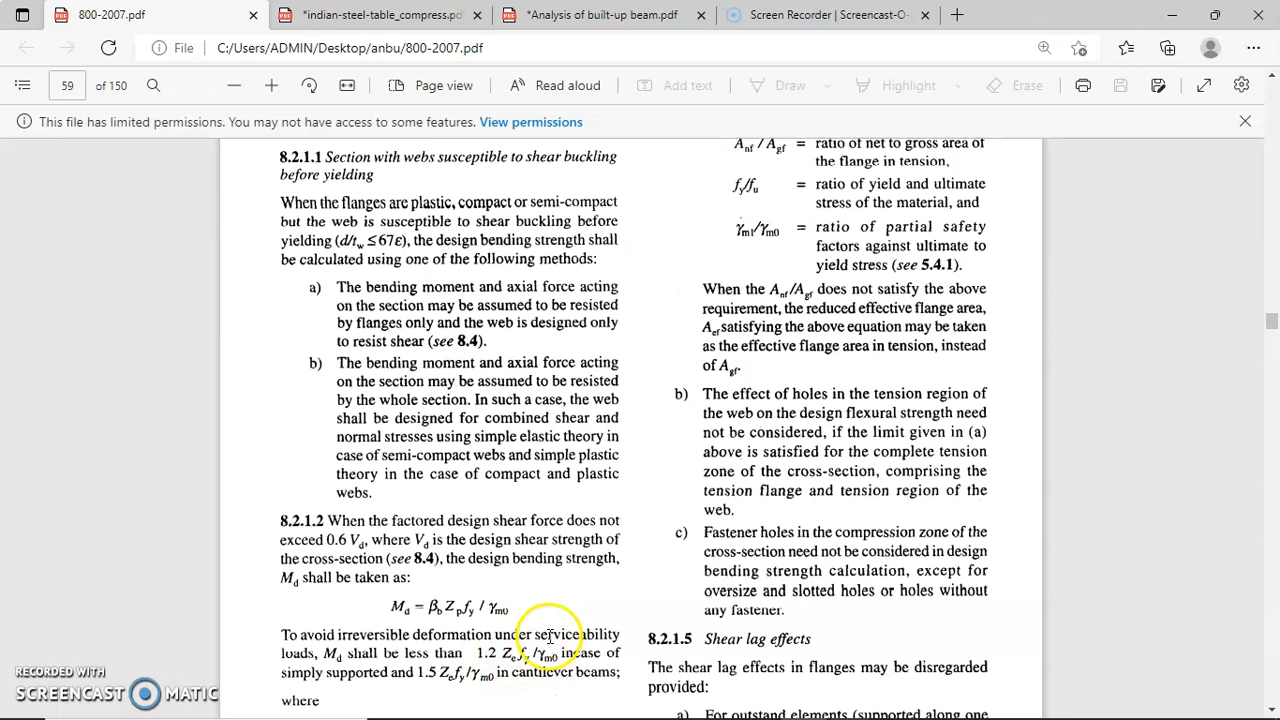 800-2007.pdf
*indian-steel-table_compress.pdf
*Analysis of built-up beam.pdf
Screen Recorder | Screencast-O-
File
C:/Users/ADMIN/Desktop/anbu/800-2007.pdf
59 of 150
Page view
Read aloud
Add text
Draw
Highlight
Erase
This file has limited permissions. You may not have access to some features. View permissions
8.2.1.1 Section with webs susceptible to shear buckling
before yielding
When the flanges are plastic, compact or semi-compact
but the web is susceptible to shear buckling before
yielding (d/tw ≤ 67ε), the design bending strength shall
be calculated using one of the following methods:
a) The bending moment and axial force acting
on the section may be assumed to be resisted
by flanges only and the web is designed only
to resist shear (see 8.4).
b) The bending moment and axial force acting
on the section may be assumed to be resisted
by the whole section. In such a case, the web
shall be designed for combined shear and
normal stresses using simple elastic theory in
case of semi-compact webs and simple plastic
theory in the case of compact and plastic
webs.
8.2.1.2 When the factored design shear force does not
exceed 0.6 Vd, where Vd is the design shear strength of
the cross-section (see 8.4), the design bending strength,
Md shall be taken as:
Md = βb Zp fy / γm0
To avoid irreversible deformation under serviceability
loads, Md shall be less than 1.2 Ze fy /γm0 incase of
simply supported and 1.5 Ze fy/γm0 in cantilever beams;
where
Anf / Agf = ratio of net to gross area of
the flange in tension,
fy/fu = ratio of yield and ultimate
stress of the material, and
γm1/γm0 = ratio of partial safety
factors against ultimate to
yield stress (see 5.4.1).
When the Anf/Agf does not satisfy the above
requirement, the reduced effective flange area,
Aef satisfying the above equation may be taken
as the effective flange area in tension, instead
of Agf.
b) The effect of holes in the tension region of
the web on the design flexural strength need
not be considered, if the limit given in (a)
above is satisfied for the complete tension
zone of the cross-section, comprising the
tension flange and tension region of the
web.
c) Fastener holes in the compression zone of the
cross-section need not be considered in design
bending strength calculation, except for
oversize and slotted holes or holes without
any fastener.
8.2.1.5 Shear lag effects
The shear lag effects in flanges may be disregarded
provided:
a) For outstand elements (supported along one
RECORDED WITH
SCREENCAST MATIC